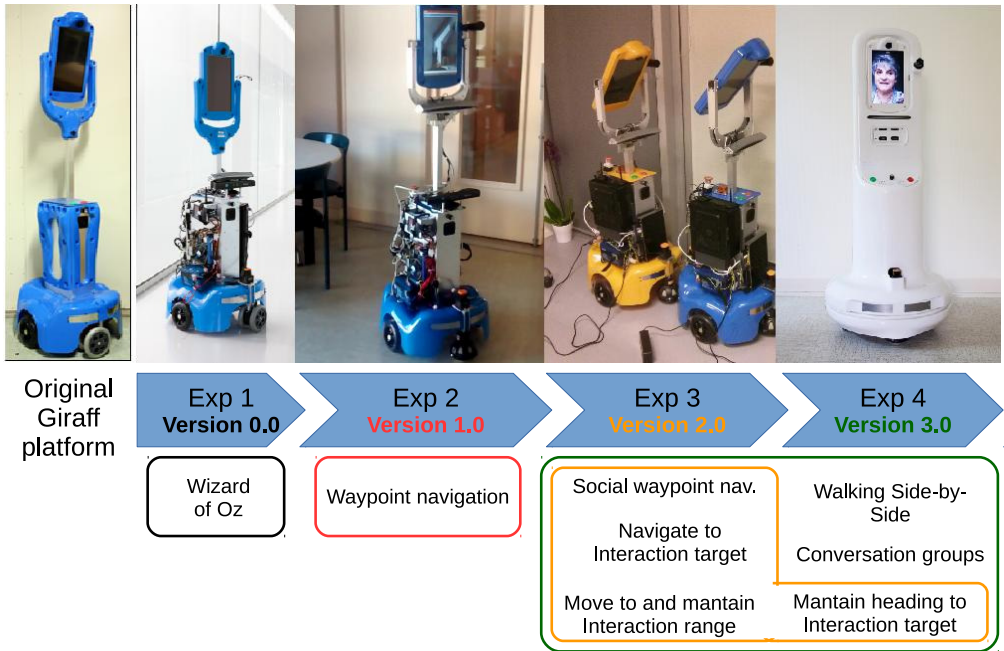 Original
Giraff
platform
Exp 1
Version 0.0
Exp 2
Version 1.0
Exp 3
Version 2.0
Exp 4
Version 3.0
Wizard
of Oz
Waypoint navigation
Social waypoint nav.
Navigate to
Interaction target
Move to and mantain
Interaction range
Walking Side-by-
Side
Conversation groups
Mantain heading to
Interaction target